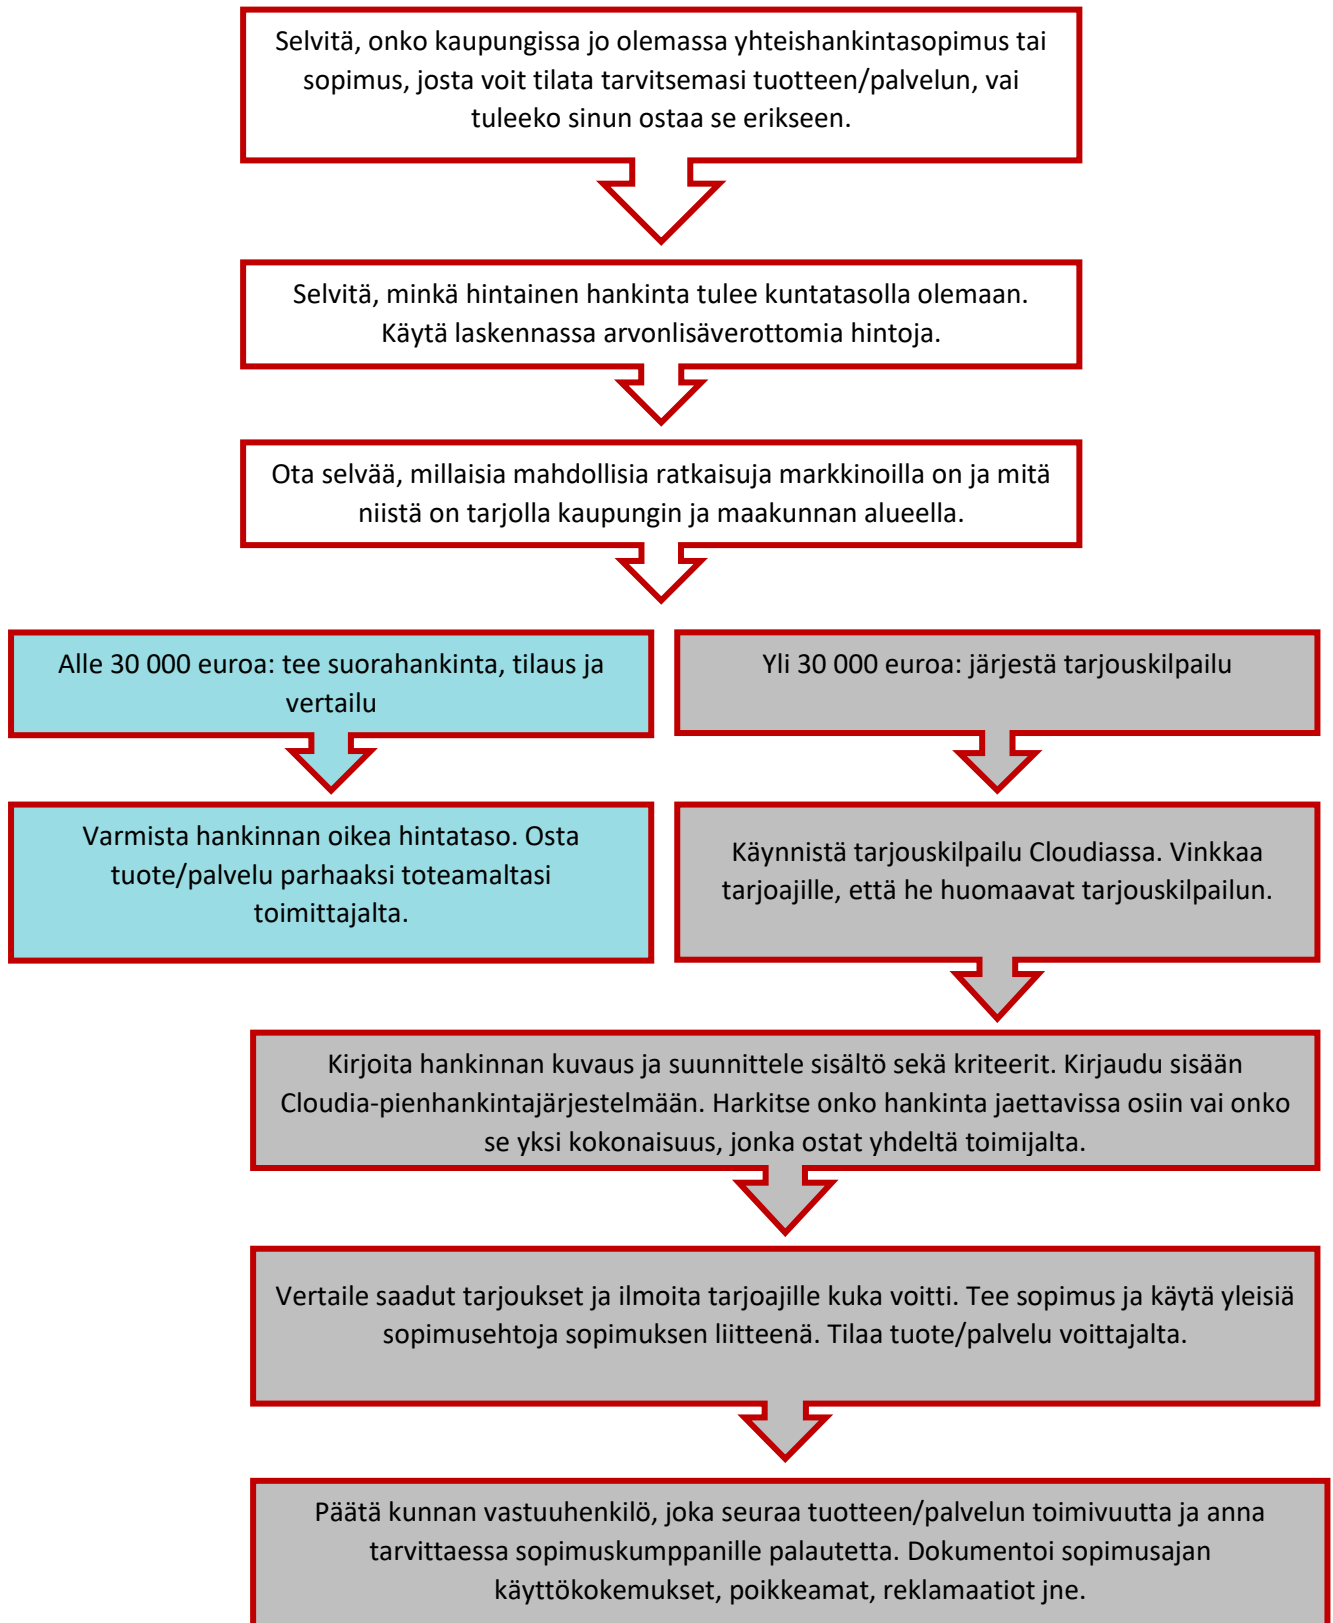 Selvitä, onko kaupungissa jo olemassa yhteishankintasopimus tai
sopimus, josta voit tilata tarvitsemasi tuotteen/palvelun, vai
tuleeko sinun ostaa se erikseen.
Selvitä, minkä hintainen hankinta tulee kuntatasolla olemaan.
Käytä laskennassa arvonlisäverottomia hintoja.
Ota selvää, millaisia mahdollisia ratkaisuja markkinoilla on ja mitä
niistä on tarjolla kaupungin ja maakunnan alueella.
Alle 30 000 euroa: tee suorahankinta, tilaus ja
vertailu
Yli 30 000 euroa: järjestä tarjouskilpailu
Varmista hankinnan oikea hintataso. Osta
tuote/palvelu parhaaksi toteamaltasi
toimittajalta.
Käynnistä tarjouskilpailu Cloudiassa. Vinkkaa
tarjoajille, että he huomaavat tarjouskilpailun.
Kirjoita hankinnan kuvaus ja suunnittele sisältö sekä kriteerit. Kirjaudu sisään
Cloudia-pienhankintajärjestelmään. Harkitse onko hankinta jaettavissa osiin vai onko
se yksi kokonaisuus, jonka ostat yhdeltä toimijalta.
Vertaile saadut tarjoukset ja ilmoita tarjoajille kuka voitti. Tee sopimus ja käytä yleisiä
sopimusehtoja sopimuksen liitteenä. Tilaa tuote/palvelu voittajalta.
Päätä kunnan vastuuhenkilö, joka seuraa tuotteen/palvelun toimivuutta ja anna
tarvittaessa sopimuskumppanille palautetta. Dokumentoi sopimusajan
käyttökokemukset, poikkeamat, reklamaatiot jne.